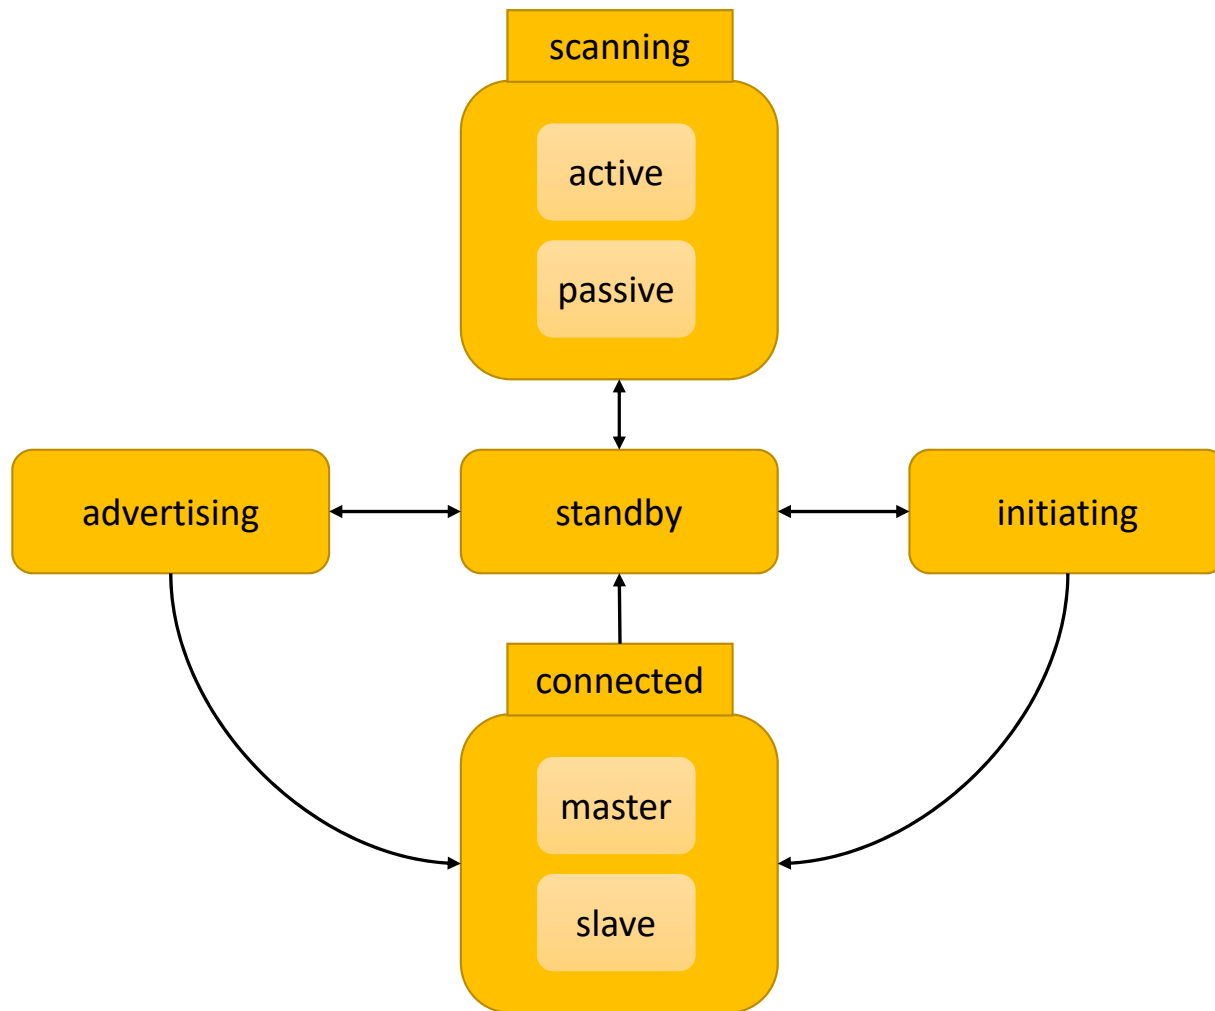 scanning
active
passive
advertising
standby
initiating
connected
master
slave